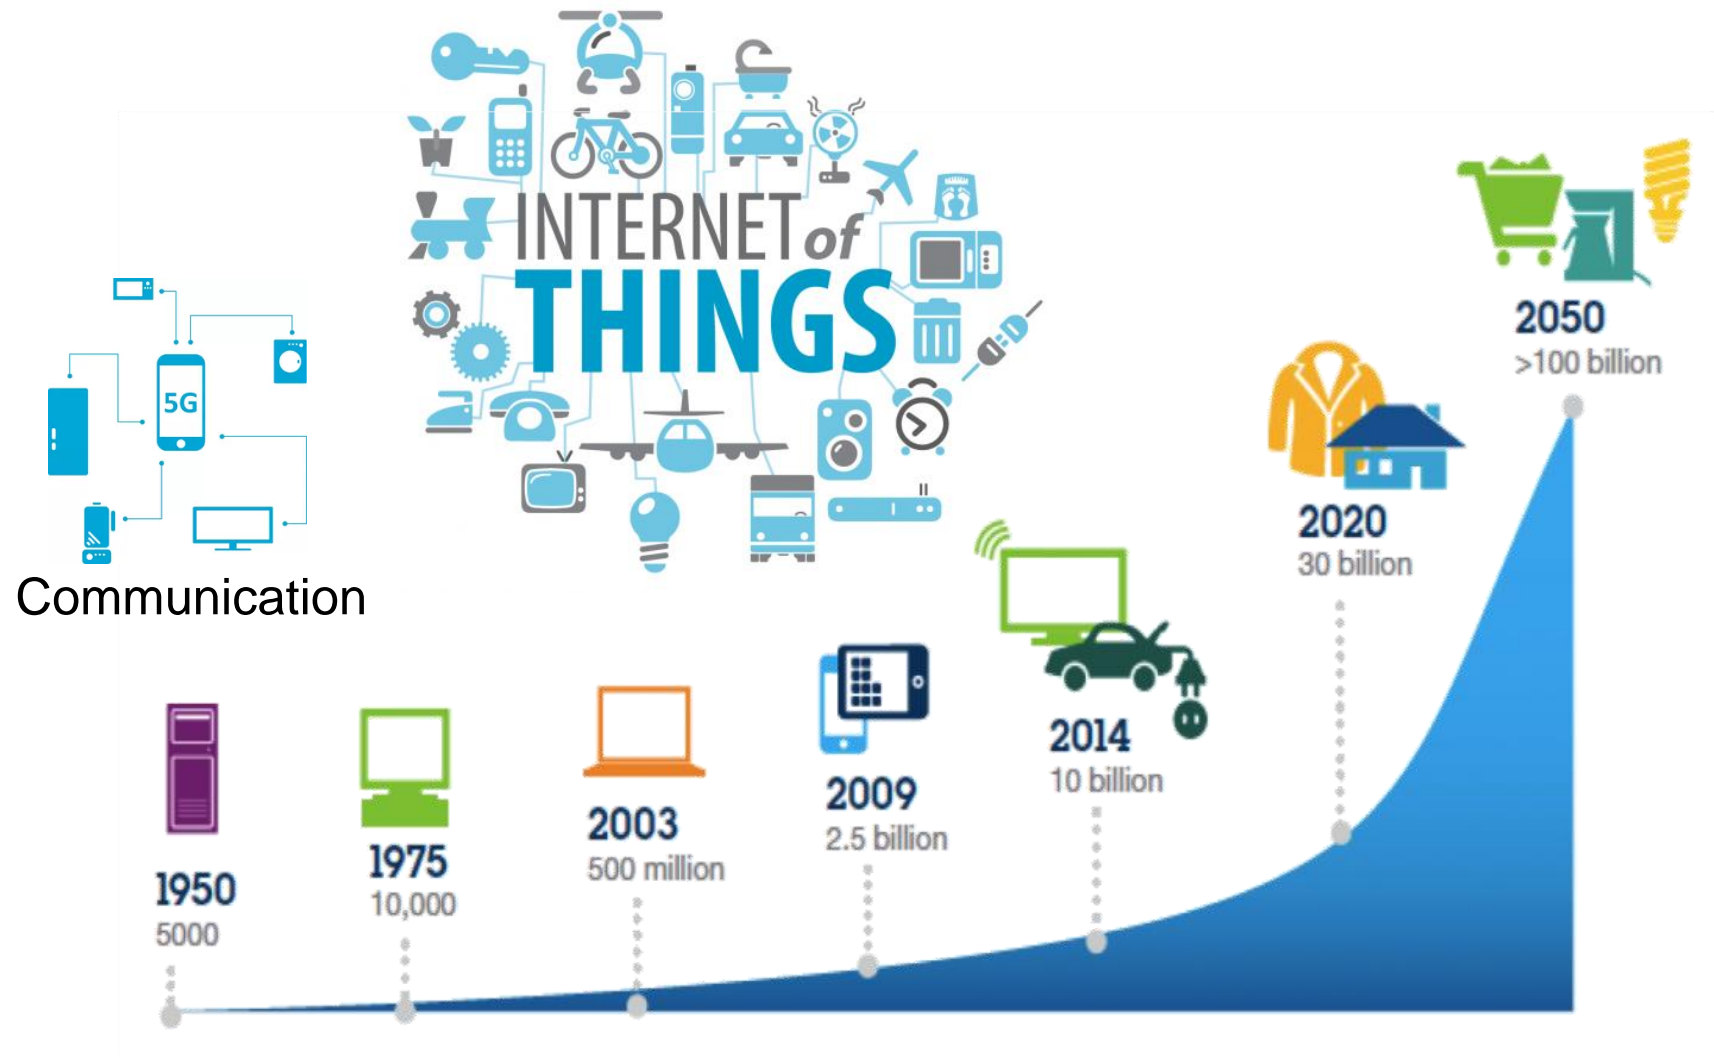 INTERNET of
THINGS
5G
Communication
1950
5000
1975
10,000
2003
500 million
2009
2.5 billion
2014
10 billion
2020
30 billion
2050
>100 billion